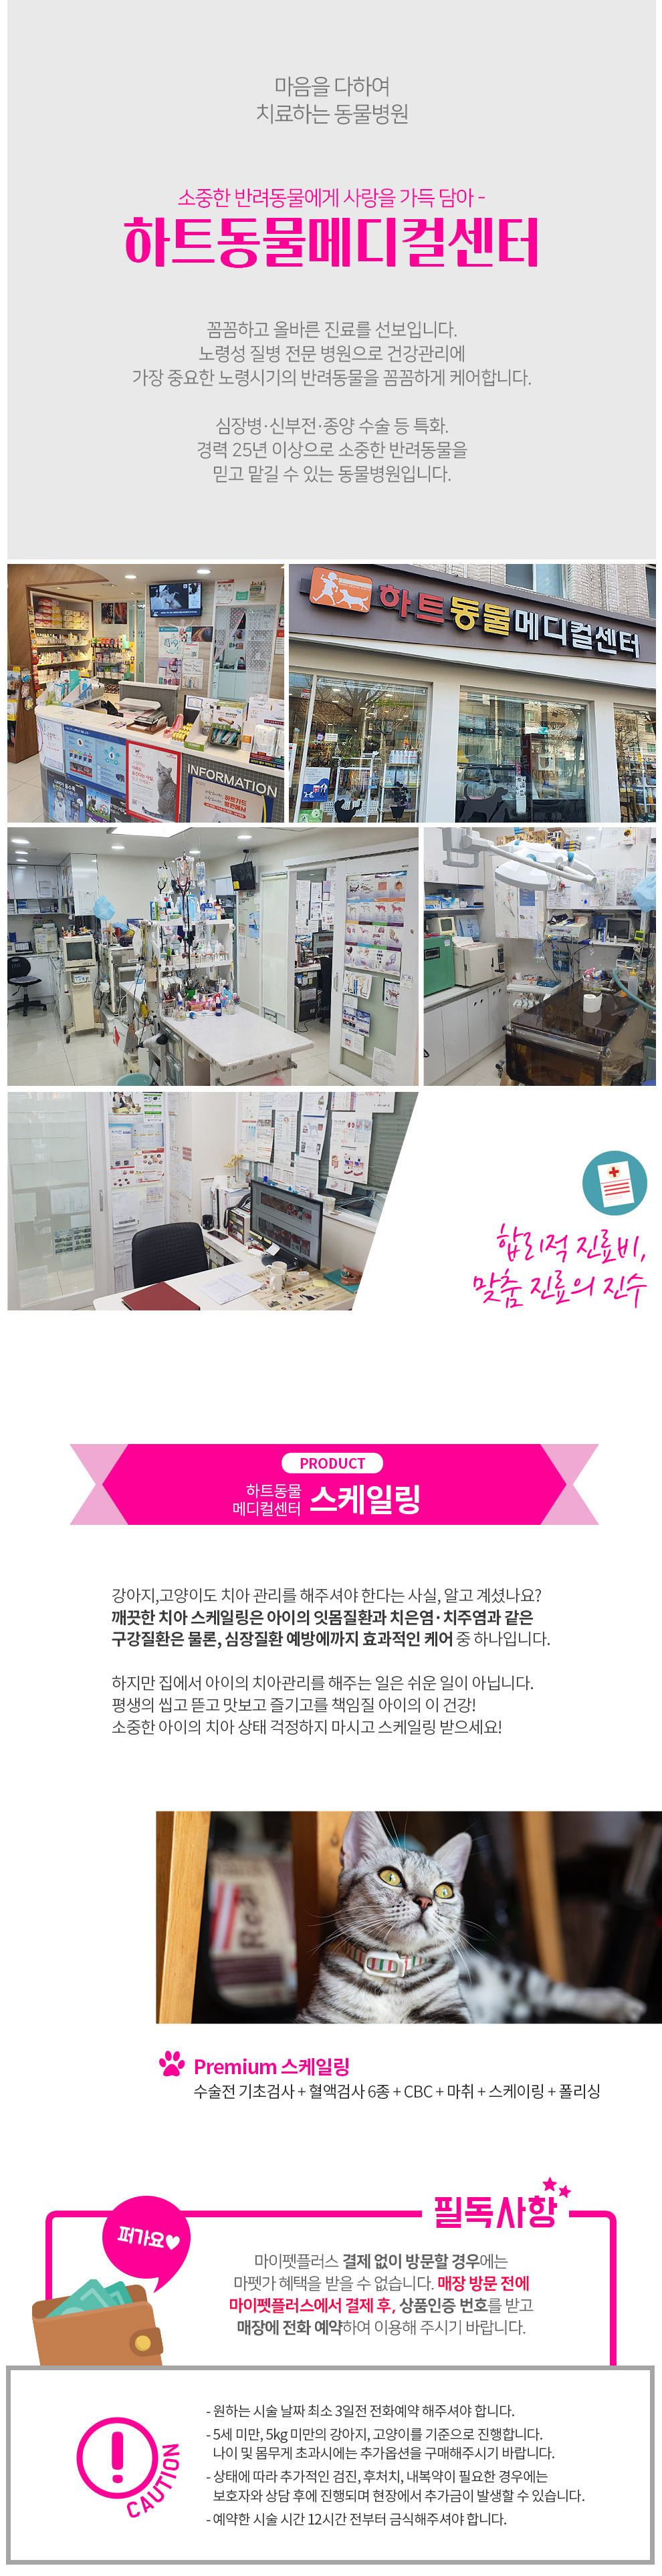 마음을 다하여
치료하는 동물병원
소중한 반려동물에게 사랑을 가득 담아 -
하트동물메디컬센터
꼼꼼하고 올바른 진료를 선보입니다.
노령성 질병 전문 병원으로 건강관리에
가장 중요한 노령시기의 반려동물을 꼼꼼하게 케어합니다.
심장병·신부전·종양 수술 등 특화.
경력 25년 이상으로 소중한 반려동물을
믿고 맡길 수 있는 동물병원입니다.
하트동물메디컬센터
INFORMATION
합리적 진료비,
맞춤 진료의 진수
PRODUCT
하트동물
메디컬센터 스케일링
강아지,고양이도 치아 관리를 해주셔야 한다는 사실, 알고 계셨나요?
깨끗한 치아 스케일링은 아이의 잇몸질환과 치은염·치주염과 같은
구강질환은 물론, 심장질환 예방에까지 효과적인 케어 중 하나입니다.
하지만 집에서 아이의 치아관리를 해주는 일은 쉬운 일이 아닙니다.
평생의 씹고 뜯고 맛보고 즐기고를 책임질 아이의 이 건강!
소중한 아이의 치아 상태 걱정하지 마시고 스케일링 받으세요!
Premium 스케일링
수술전 기초검사 + 혈액검사 6종 + CBC + 마취 + 스케이링 + 폴리싱
필독사항
퍼가요♥
마이펫플러스 결제 없이 방문할 경우에는
마펫가 혜택을 받을 수 없습니다. 매장 방문 전에
마이펫플러스에서 결제 후, 상품인증 번호를 받고
매장에 전화 예약하여 이용해 주시기 바랍니다.
CAUTION
- 원하는 시술 날짜 최소 3일전 전화예약 해주셔야 합니다.
- 5세 미만, 5kg 미만의 강아지, 고양이를 기준으로 진행합니다.
나이 및 몸무게 초과시에는 추가옵션을 구매해주시기 바랍니다.
- 상태에 따라 추가적인 검진, 후처치, 내복약이 필요한 경우에는
보호자와 상담 후에 진행되며 현장에서 추가금이 발생할 수 있습니다.
- 예약한 시술 시간 12시간 전부터 금식해주셔야 합니다.